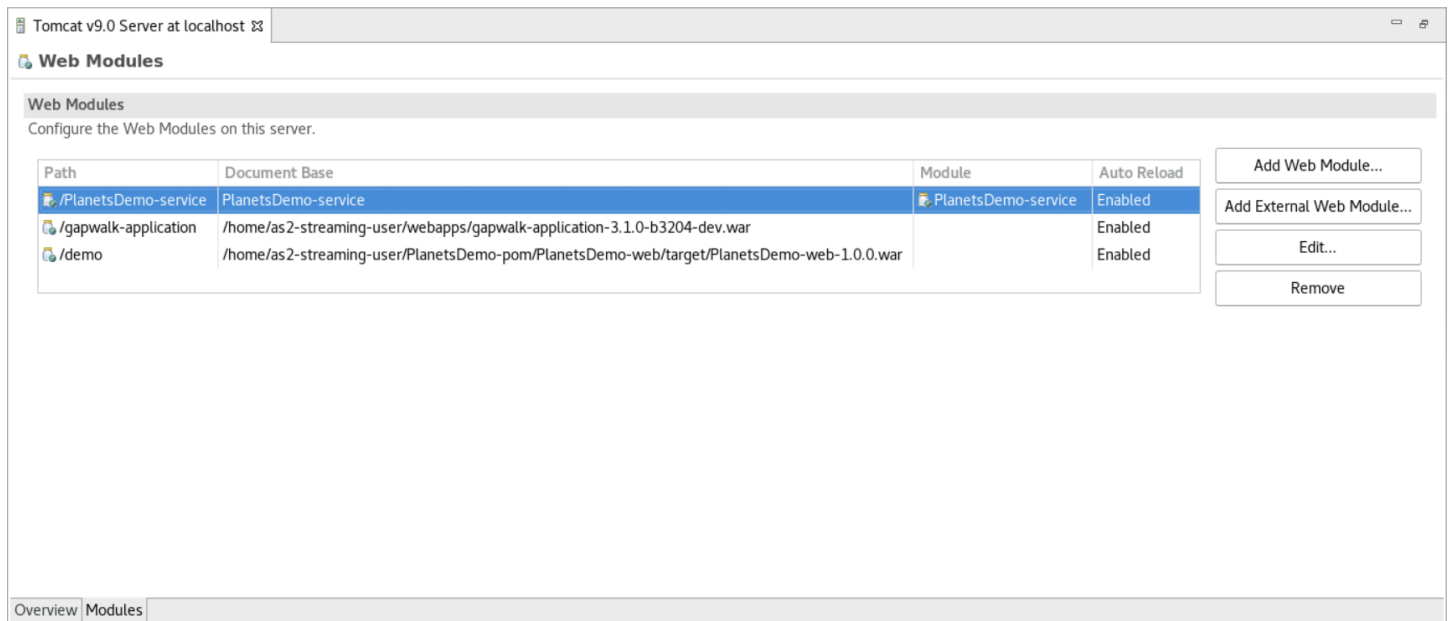 Tomcat v9.0 Server at localhost
Web Modules
Web Modules
Configure the Web Modules on this server.
Path Document Base Module Auto Reload
/PlanetsDemo-service PlanetsDemo-service PlanetsDemo-service Enabled
/gapwalk-application /home/as2-streaming-user/webapps/gapwalk-application-3.1.0-b3204-dev.war Enabled
/demo /home/as2-streaming-user/PlanetsDemo-pom/PlanetsDemo-web/target/PlanetsDemo-web-1.0.0.war Enabled
Add Web Module...
Add External Web Module...
Edit...
Remove
Overview Modules